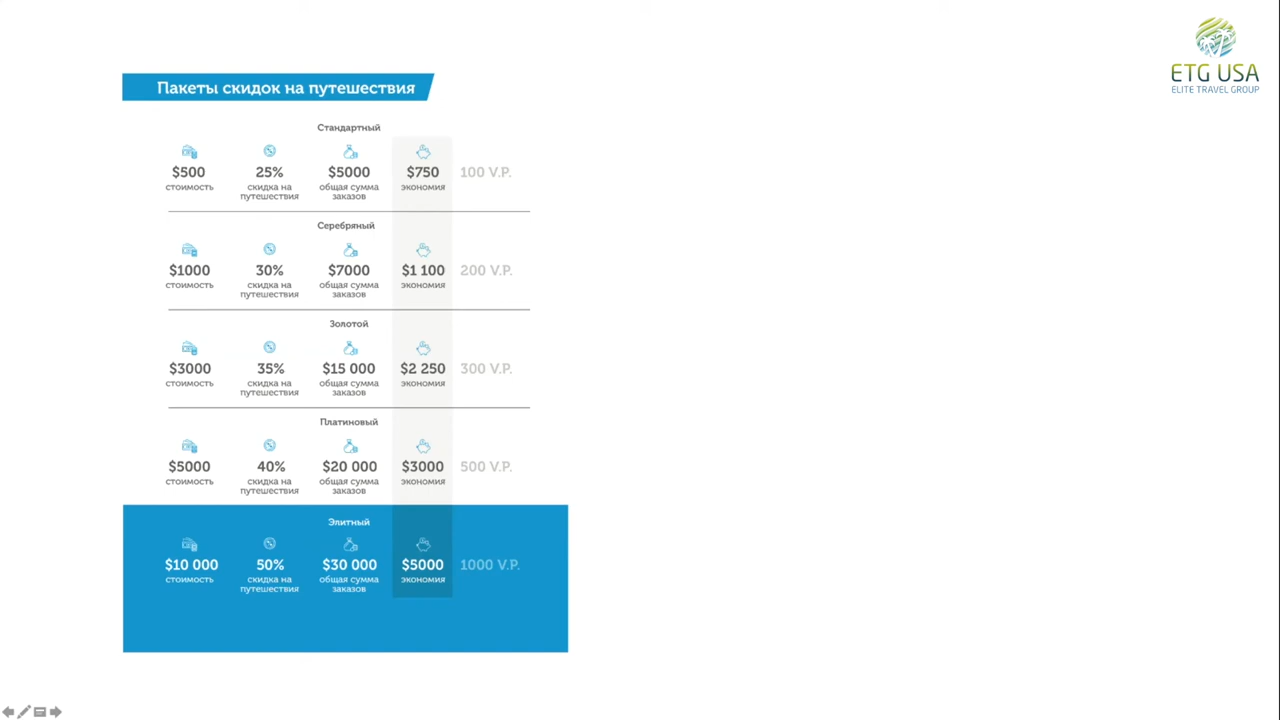 ETG USA
ELITE TRAVEL GROUP
Пакеты скидок на путешествия
Стандартный
$500 25% $5000 $750 100 V.P.
стоимость скидка на общая сумма экономия
путешествия заказов
Серебряный
$1000 30% $7000 $1 100 200 V.P.
стоимость скидка на общая сумма экономия
путешествия заказов
Золотой
$3000 35% $15 000 $2 250 300 V.P.
стоимость скидка на общая сумма экономия
путешествия заказов
Платиновый
$5000 40% $20 000 $3000 500 V.P.
стоимость скидка на общая сумма экономия
путешествия заказов
Элитный
$10 000 50% $30 000 $5000 1000 V.P.
стоимость скидка на общая сумма экономия
путешествия заказов